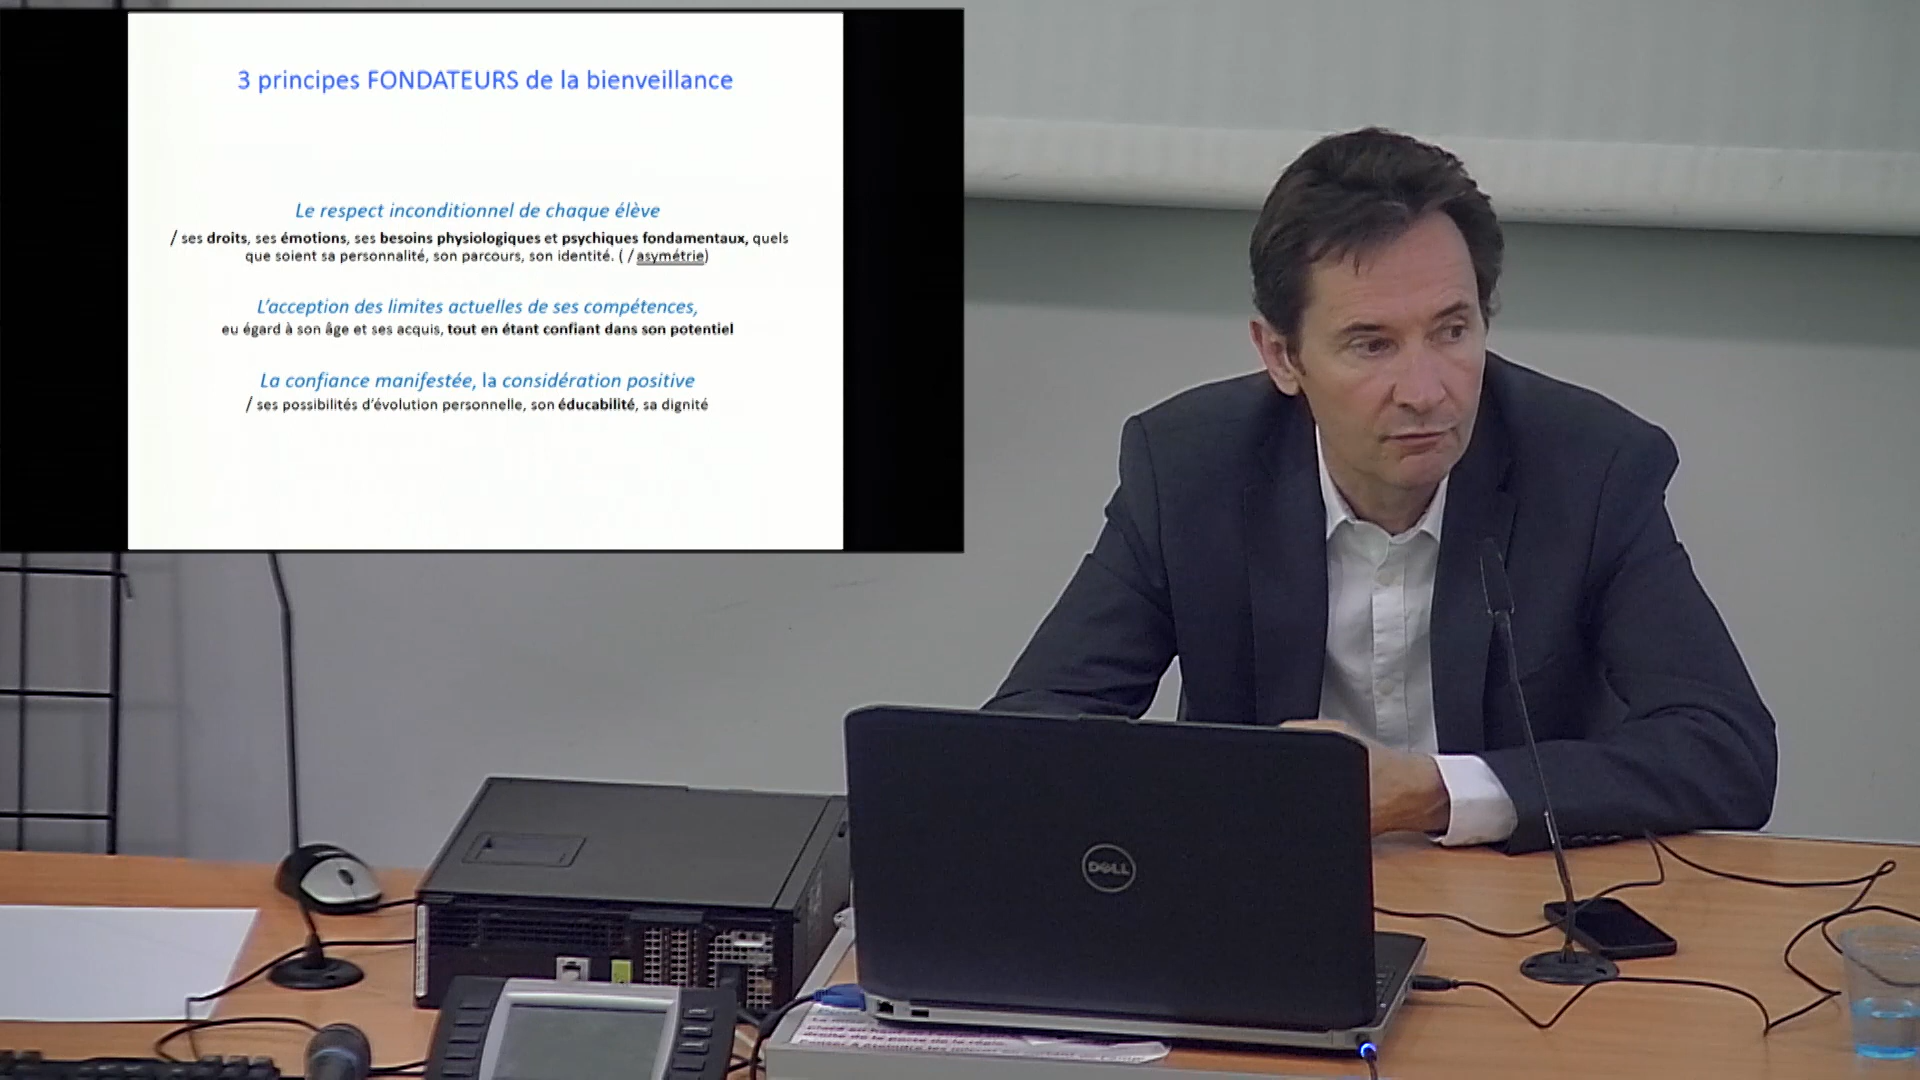 3 principes FONDATEURS de la bienveillance
Le respect inconditionnel de chaque élève
/ ses droits, ses émotions, ses besoins physiologiques et psychiques fondamentaux, quels
que soient sa personnalité, son parcours, son identité. ( / asymétrie)
L'acception des limites actuelles de ses compétences,
eu égard à son âge et ses acquis, tout en étant confiant dans son potentiel
La confiance manifestée, la considération positive
/ ses possibilités d'évolution personnelle, son éducabilité, sa dignité
DELL